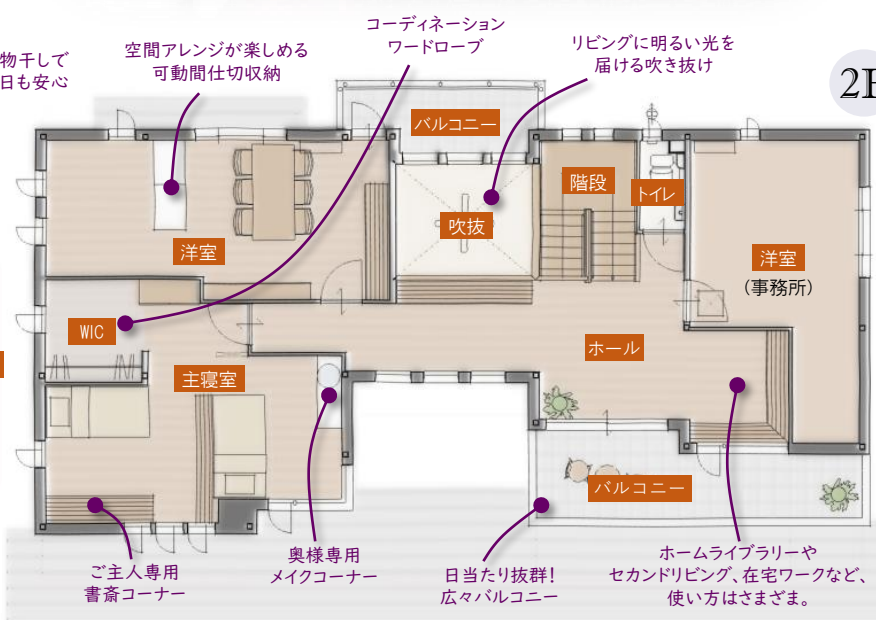 物干しで
日も安心
空間アレンジが楽しめる
可動間仕切収納
コーディネーション
ワードローブ
リビングに明るい光を
届ける吹き抜け
2F
バルコニー
階段
トイレ
吹抜
洋室
洋室
(事務所)
WIC
ホール
主寝室
バルコニー
ご主人専用
書斎コーナー
奥様専用
メイクコーナー
日当たり抜群!
広々バルコニー
ホームライブラリーや
セカンドリビング、在宅ワークなど、
使い方はさまざま。